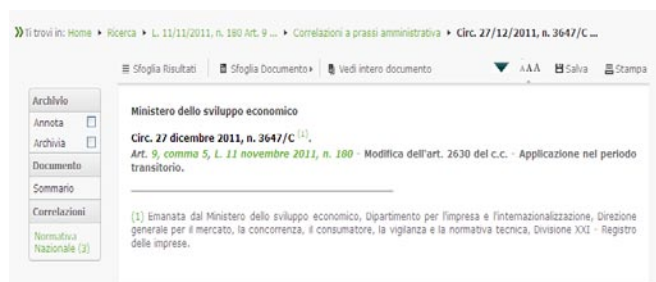 Ti trovi in: Home ▸ Ricerca ▸ L. 11/11/2011, n. 180 Art. 9 ... ▸ Correlazioni a prassi amministrativa ▸ Circ. 27/12/2011, n. 3647/C ...
Sfoglia Risultati Sfoglia Documento▸ Vedi intero documento AAA Salva Stampa
Archivio
Annota
Archivia
Documento
Sommario
Correlazioni
Normativa
Nazionale (3)
Ministero dello sviluppo economico
Circ. 27 dicembre 2011, n. 3647/C (1).
Art. 9, comma 5, L. 11 novembre 2011, n. 180 - Modifica dell'art. 2630 del c.c. - Applicazione nel periodo
transitorio.
(1) Emanata dal Ministero dello sviluppo economico, Dipartimento per l'impresa e l'internazionalizzazione, Direzione
generale per il mercato, la concorrenza, il consumatore, la vigilanza e la normativa tecnica, Divisione XXI - Registro
delle imprese.